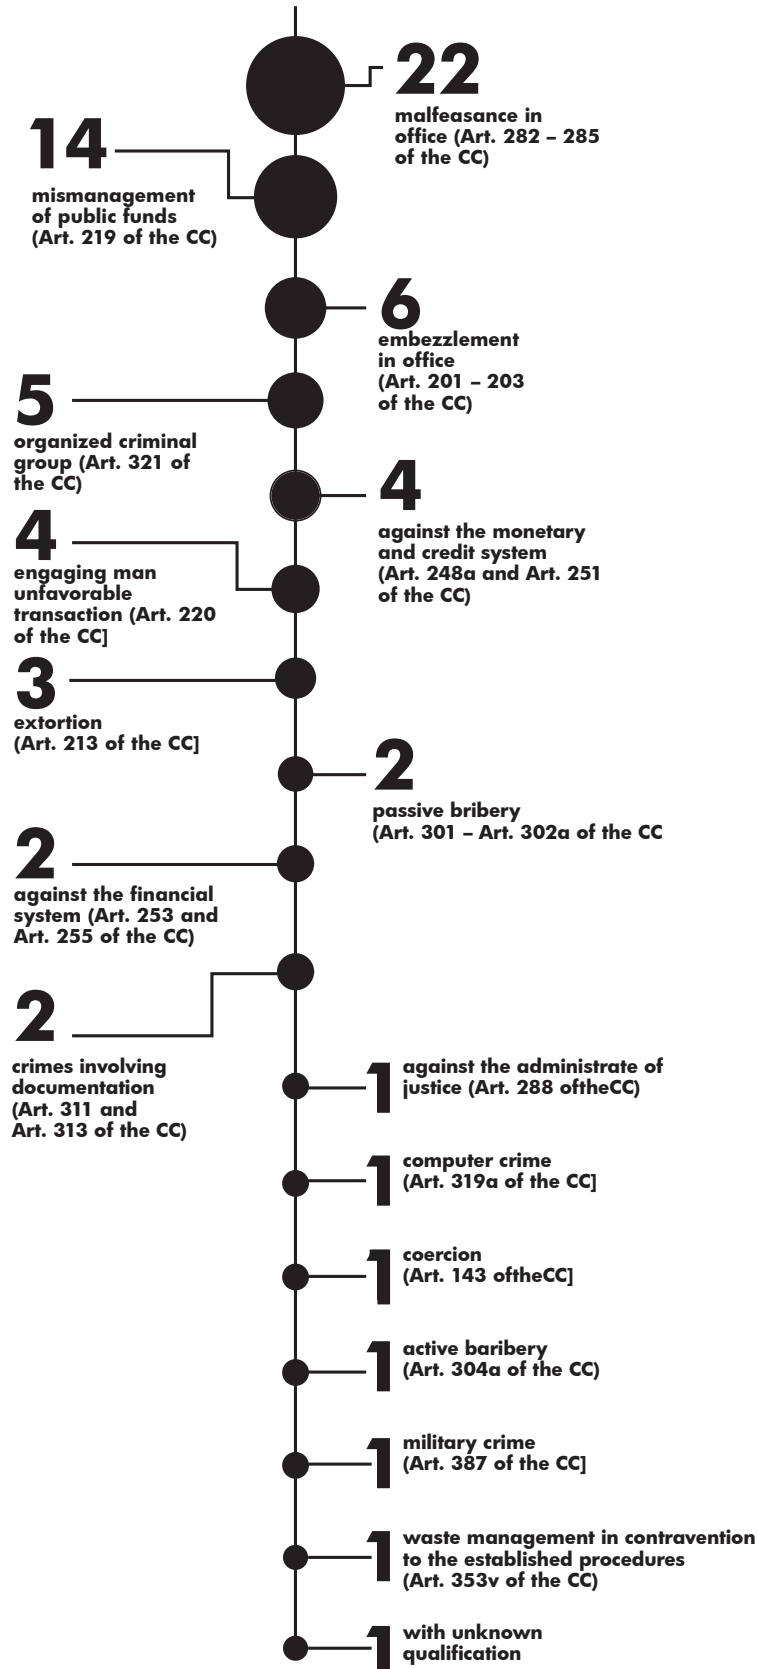 22
malfeasance in
office (Art. 282 – 285
of the CC)
14
mismanagement
of public funds
(Art. 219 of the CC)
6
embezzlement
in office
(Art. 201 – 203
of the CC)
5
organized criminal
group (Art. 321 of
the CC)
4
against the monetary
and credit system
(Art. 248a and Art. 251
of the CC)
4
engaging man
unfavorable
transaction (Art. 220
of the CC]
3
extortion
(Art. 213 of the CC]
2
passive bribery
(Art. 301 – Art. 302a of the CC
2
against the financial
system (Art. 253 and
Art. 255 of the CC)
2
crimes involving
documentation
(Art. 311 and
Art. 313 of the CC)
1
against the administrate of
justice (Art. 288 oftheCC)
1
computer crime
(Art. 319a of the CC]
1
coercion
(Art. 143 oftheCC]
1
active baribery
(Art. 304a of the CC)
1
military crime
(Art. 387 of the CC]
1
waste management in contravention
to the established procedures
(Art. 353v of the CC)
1
with unknown
qualification